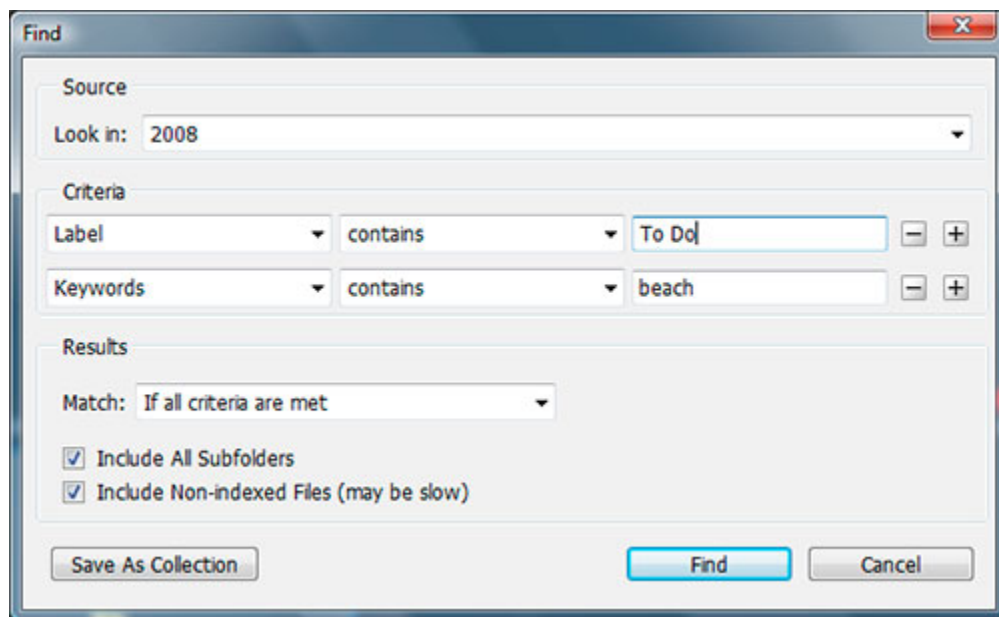 Find
Source
Look in: 2008
Criteria
Label contains To Do
Keywords contains beach
Results
Match: If all criteria are met
Include All Subfolders
Include Non-indexed Files (may be slow)
Save As Collection Find Cancel